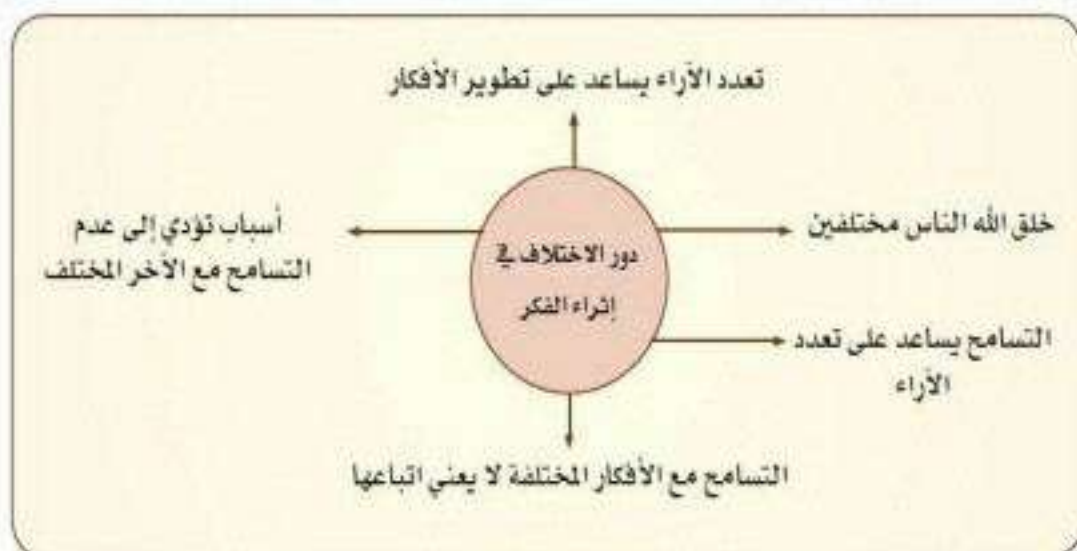 تعدد الآراء يساعد على تطوير الأفكار
خلق الله الناس مختلفين
دور الاختلاف في
إثراء الفكر
أسباب تؤدي إلى عدم
التسامح مع الآخر المختلف
التسامح يساعد على تعدد
الآراء
التسامح مع الأفكار المختلفة لا يعني اتباعها